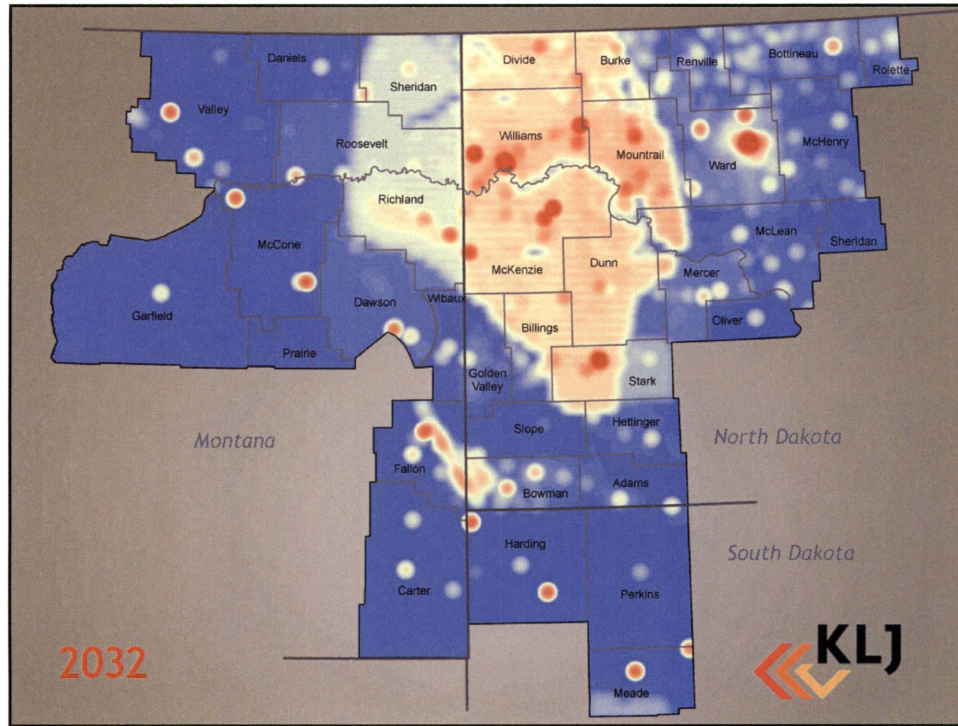 Daniels
Sheridan
Divide
Burke
Renville
Bottineau
Rolette
Valley
Roosevelt
Williams
Mountrail
Ward
McHenry
Richland
McCone
McKenzie
Dunn
McLean
Sheridan
Mercer
Garfield
Dawson
Wibaux
Billings
Oliver
Prairie
Golden
Valley
Stark
Montana
Slope
Hettinger
North Dakota
Fallon
Bowman
Adams
Harding
South Dakota
Carter
Perkins
2032
KLJ
Meade